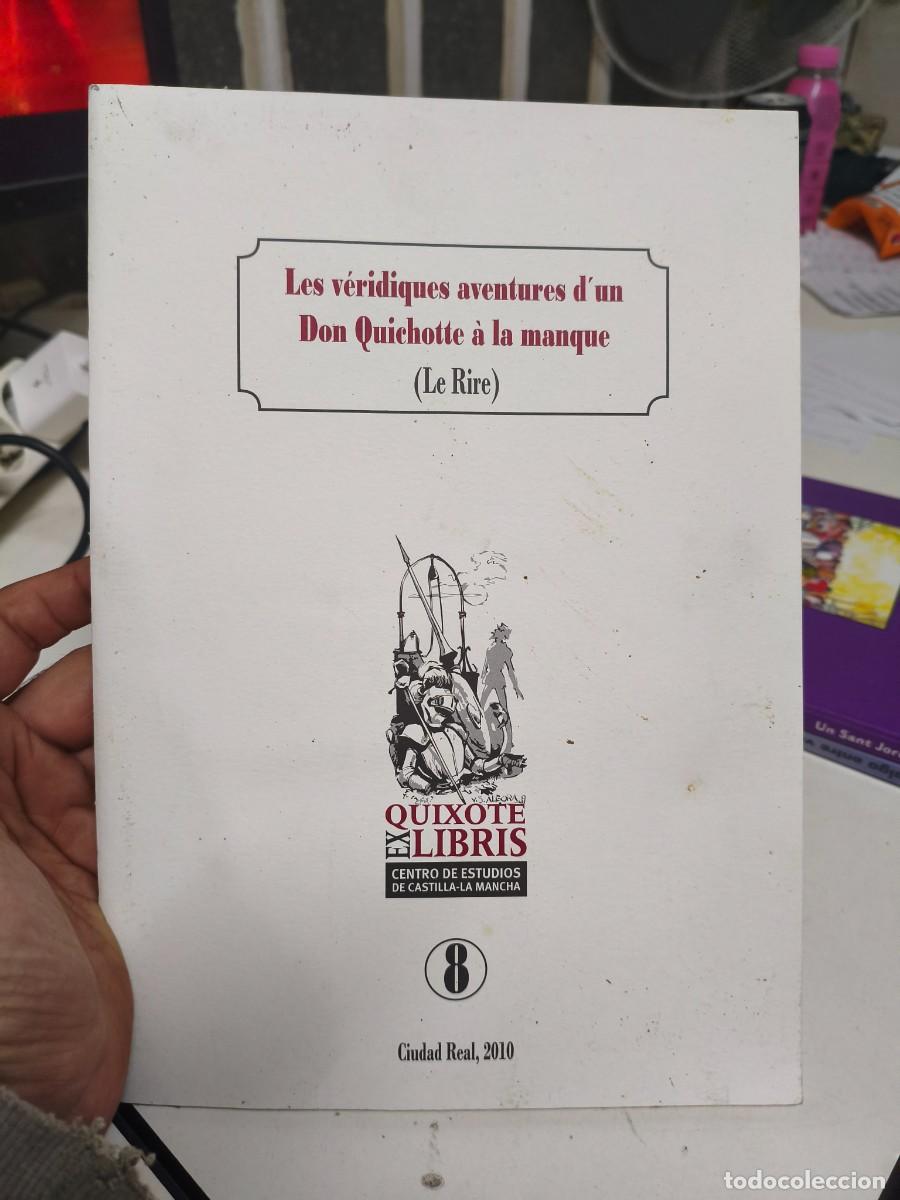 Les véridiques aventures d´un
Don Quichotte à la manque
(Le Rire)
V.S. ALGORA
QUIXOTE
EX LIBRIS
CENTRO DE ESTUDIOS
DE CASTILLA-LA MANCHA
8
Ciudad Real, 2010
Un Sant Jor
todocoleccion